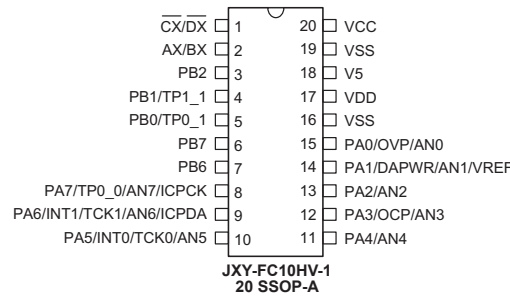 CX/DX 1 20 VCC
AX/BX 2 19 VSS
PB2 3 18 V5
PB1/TP1_1 4 17 VDD
PB0/TP0_1 5 16 VSS
PB7 6 15 PA0/OVP/AN0
PB6 7 14 PA1/DAPWR/AN1/VREF
PA7/TP0_0/AN7/ICPCK 8 13 PA2/AN2
PA6/INT1/TCK1/AN6/ICPDA 9 12 PA3/OCP/AN3
PA5/INT0/TCK0/AN5 10 11 PA4/AN4
JXY-FC10HV-1
20 SSOP-A